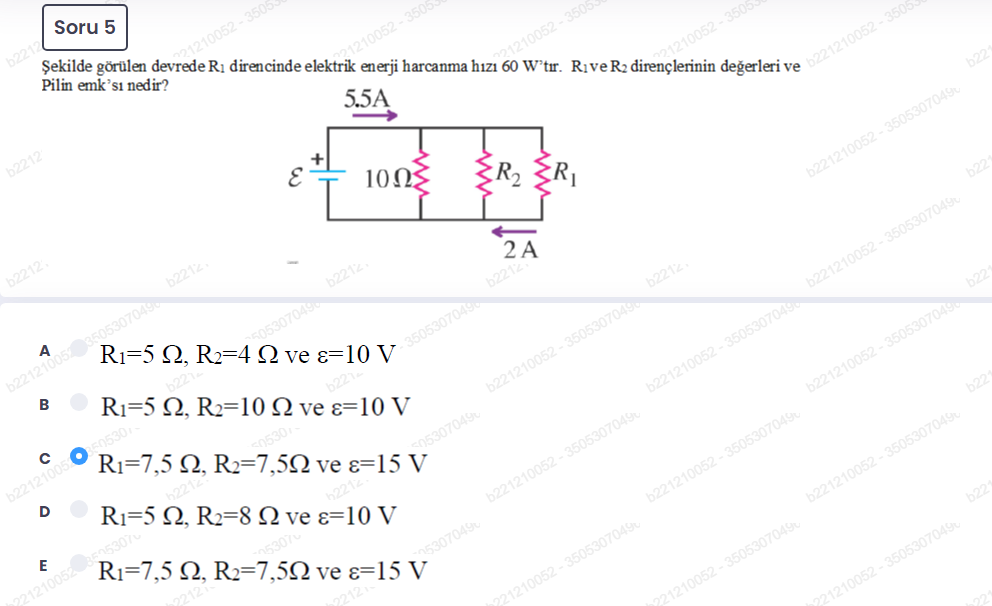 Soru 5
Şekilde görülen devrede R1 direncinde elektrik enerji harcanma hızı 60 W'tır. R1 ve R2 dirençlerinin değerleri ve
Pilin emk'sı nedir?
5.5A
+
ℰ
10Ω
R2
R1
2 A
A
R1=5 Ω, R2=4 Ω ve ε=10 V
B
R1=5 Ω, R2=10 Ω ve ε=10 V
C
R1=7,5 Ω, R2=7,5Ω ve ε=15 V
D
R1=5 Ω, R2=8 Ω ve ε=10 V
E
R1=7,5 Ω, R2=7,5Ω ve ε=15 V